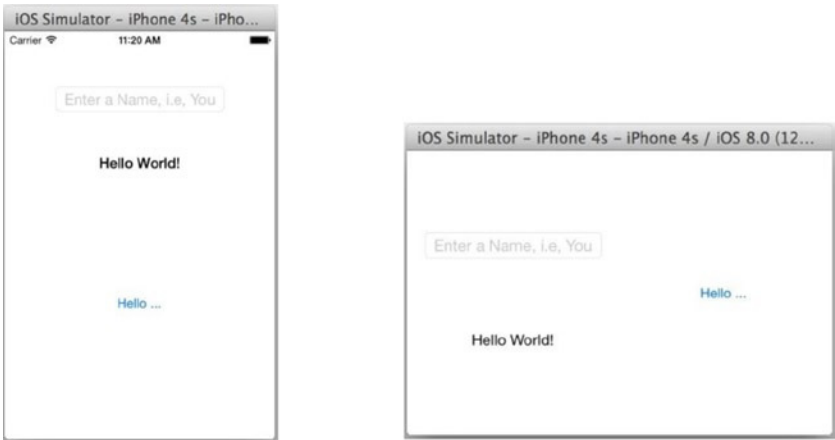 iOS Simulator – iPhone 4s – iPho...
Carrier 11:20 AM
Enter a Name, i.e, You
Hello World!
Hello ...
iOS Simulator – iPhone 4s – iPhone 4s / iOS 8.0 (12...
Enter a Name, i.e, You
Hello ...
Hello World!